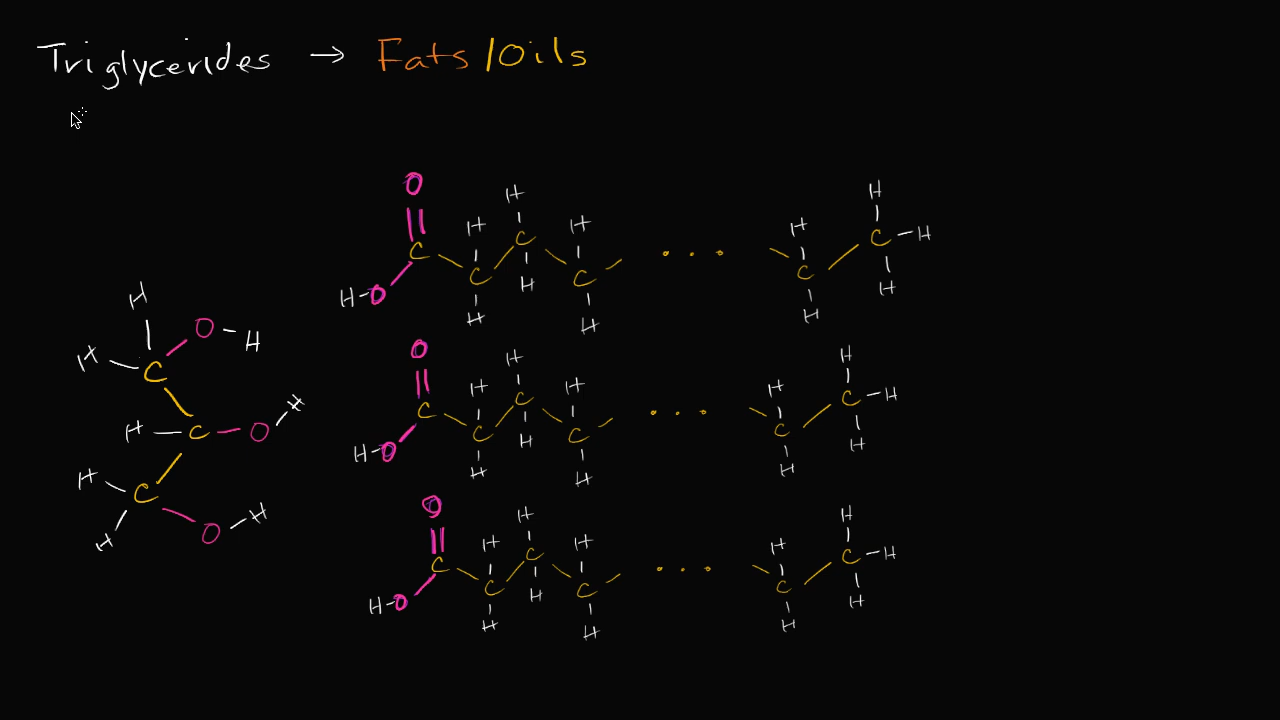 Triglycerides → Fats/Oils
H
O-H
H C
H
H C O
H
C
O H
H
O H H
H H H
C C C H
C C C
H-O H H
H H H
O H H
H H
C C C H
C C C
H-O H H
H H H
O H H
H H H
C C C H
C C C
H-O H H
H H H